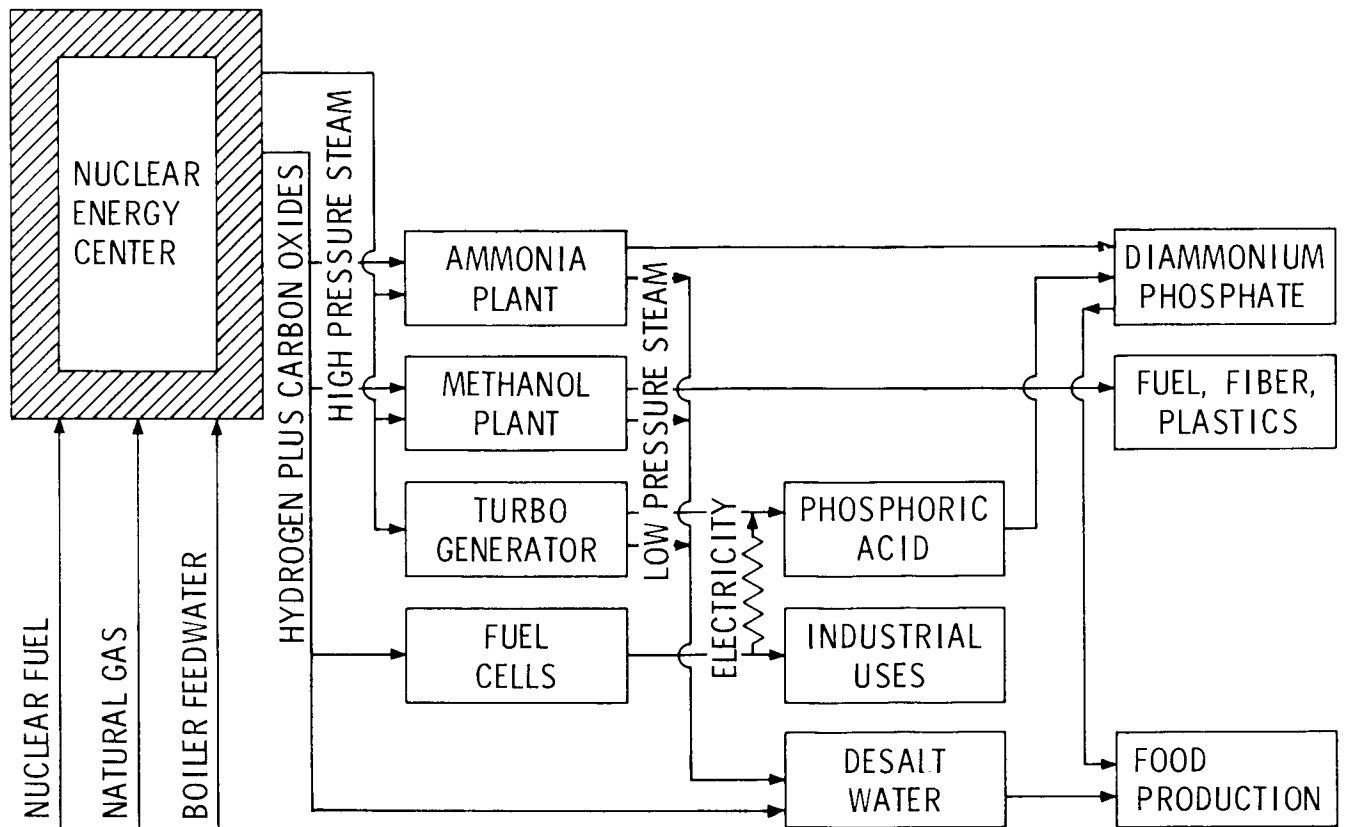 NUCLEAR
ENERGY
CENTER
NUCLEAR FUEL
NATURAL GAS
BOILER FEEDWATER
HYDROGEN PLUS CARBON OXIDES
HIGH PRESSURE STEAM
AMMONIA
PLANT
METHANOL
PLANT
TURBO
GENERATOR
FUEL
CELLS
LOW PRESSURE STEAM
ELECTRICITY
PHOSPHORIC
ACID
INDUSTRIAL
USES
DESALT
WATER
DIAMMONIUM
PHOSPHATE
FUEL, FIBER,
PLASTICS
FOOD
PRODUCTION